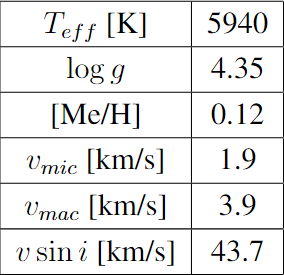 T_eff [K] 5940
log g 4.35
[Me/H] 0.12
v_mic [km/s] 1.9
v_mac [km/s] 3.9
v sin i [km/s] 43.7